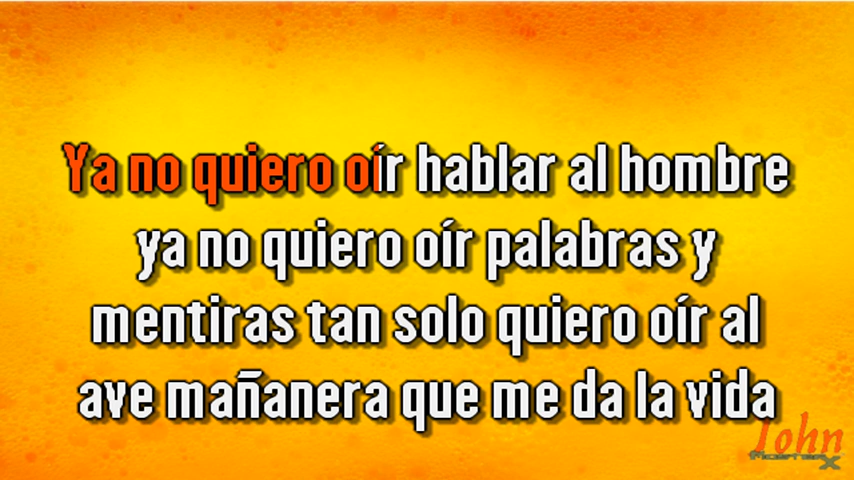 Ya no quiero oír hablar al hombre
ya no quiero oír palabras y
mentiras tan solo quiero oír al
ave mañanera que me da la vida
John